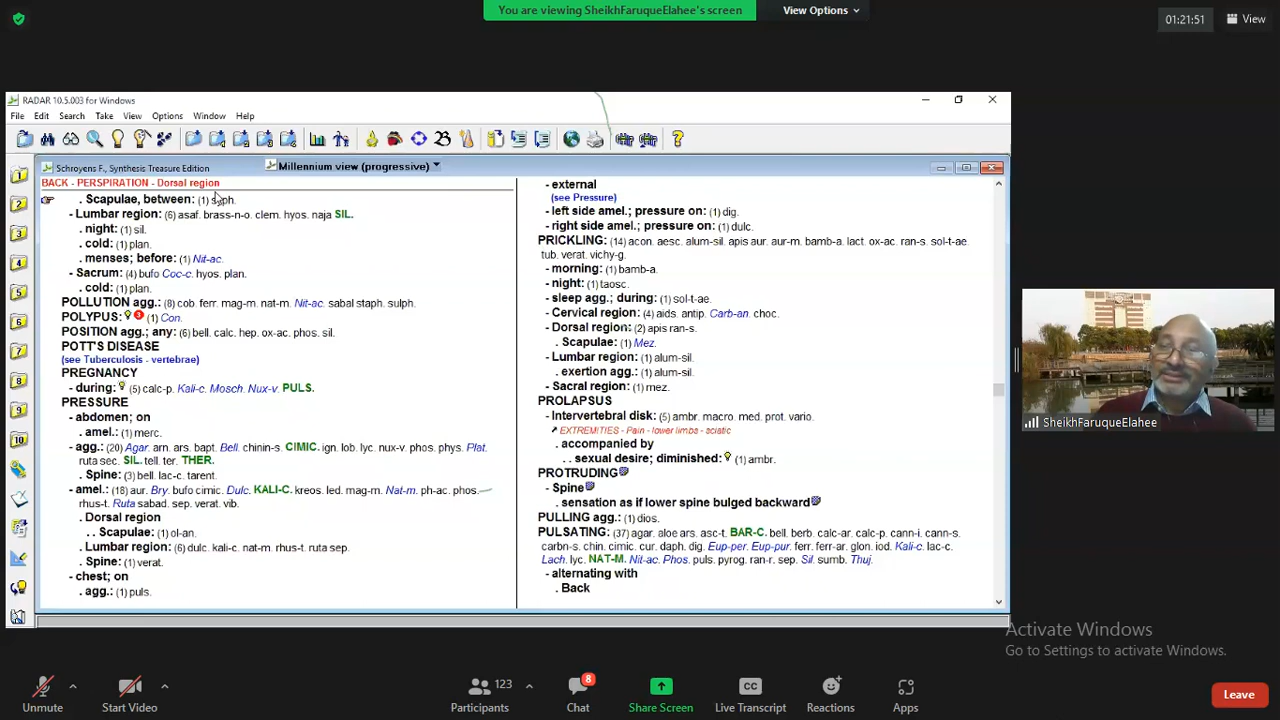 You are viewing SheikhFaruqueElahee's screen
View Options
01:21:51
View
RADAR 10.5.003 for Windows
File Edit Search Take View Options Window Help
Schroyens F., Synthesis Treasure Edition
Millennium view (progressive)
BACK - PERSPIRATION - Dorsal region
. Scapulae, between: (1)
- Lumbar region: (6) asaf. brass-n-o. clem. hyos. naja SIL.
. night: (1) sil.
. cold: (1) plan.
. menses; before: (1) Nit-ac.
- Sacrum: (4) bufo Coc-c. hyos. plan.
. cold: (1) plan.
POLLUTION agg.: (8) cob. ferr. mag-m. nat-m. Nit-ac. sabal staph. sulph.
POLYPUS: 3 (1) Con.
POSITION agg.; any: (6) bell. calc. hep. ox-ac. phos. sil.
POTT'S DISEASE
(see Tuberculosis - vertebrae)
PREGNANCY
- during: (5) calc-p. Kali-c. Mosch. Nux-v. PULS.
PRESSURE
- abdomen; on
. amel.: (1) merc.
- agg.: (20) Agar. arn. ars. bapt. Bell. chinin-s. CIMIC. ign. lob. lyc. nux-v. phos. phys. Plat.
ruta sec. SIL. tell. ter. THER.
. Spine: (3) bell. lac-c. tarent.
- amel.: (18) aur. Bry. bufo cimic. Dulc. KALI-C. kreos. led. mag-m. Nat-m. ph-ac. phos.
rhus-t. Ruta sabad. sep. verat. vib.
. Dorsal region
. . Scapulae: (1) ol-an.
. Lumbar region: (6) dulc. kali-c. nat-m. rhus-t. ruta sep.
. Spine: (1) verat.
- chest; on
. agg.: (1) puls.
- external
(see Pressure)
- left side amel.; pressure on: (1) dig.
- right side amel.; pressure on: (1) dulc.
PRICKLING: (14) acon. aesc. alum-sil. apis aur. aur-m. bamb-a. lact. ox-ac. ran-s. sol-t-ae.
tub. verat. vichy-g.
- morning: (1) bamb-a.
- night: (1) taosc.
- sleep agg.; during: (1) sol-t-ae.
- Cervical region: (4) aids. antip. Carb-an. choc.
- Dorsal region: (2) apis ran-s.
. Scapulae: (1) Mez.
- Lumbar region: (1) alum-sil.
. exertion agg.: (1) alum-sil.
- Sacral region: (1) mez.
PROLAPSUS
- Intervertebral disk: (5) ambr. macro. med. prot. vario.
EXTREMITIES - Pain - lower limbs - sciatic
. accompanied by
. . sexual desire; diminished: (1) ambr.
PROTRUDING
- Spine
. sensation as if lower spine bulged backward
PULLING agg.: (1) dios.
PULSATING: (37) agar. aloe ars. asc-t. BAR-C. bell. berb. calc-ar. calc-p. cann-i. cann-s.
carbn-s. chin. cimic. cur. daph. dig. Eup-per. Eup-pur. ferr. ferr-ar. glon. iod. Kali-c. lac-c.
Lach. lyc. NAT-M. Nit-ac. Phos. puls. pyrog. ran-r. sep. Sil. sumb. Thuj.
- alternating with
. Back
1
2
3
4
5
6
7
8
9
10
SheikhFaruqueElahee
Activate Windows
Go to Settings to activate Windows.
Unmute
Start Video
123
Participants
8
Chat
Share Screen
CC
Live Transcript
Reactions
Apps
Leave